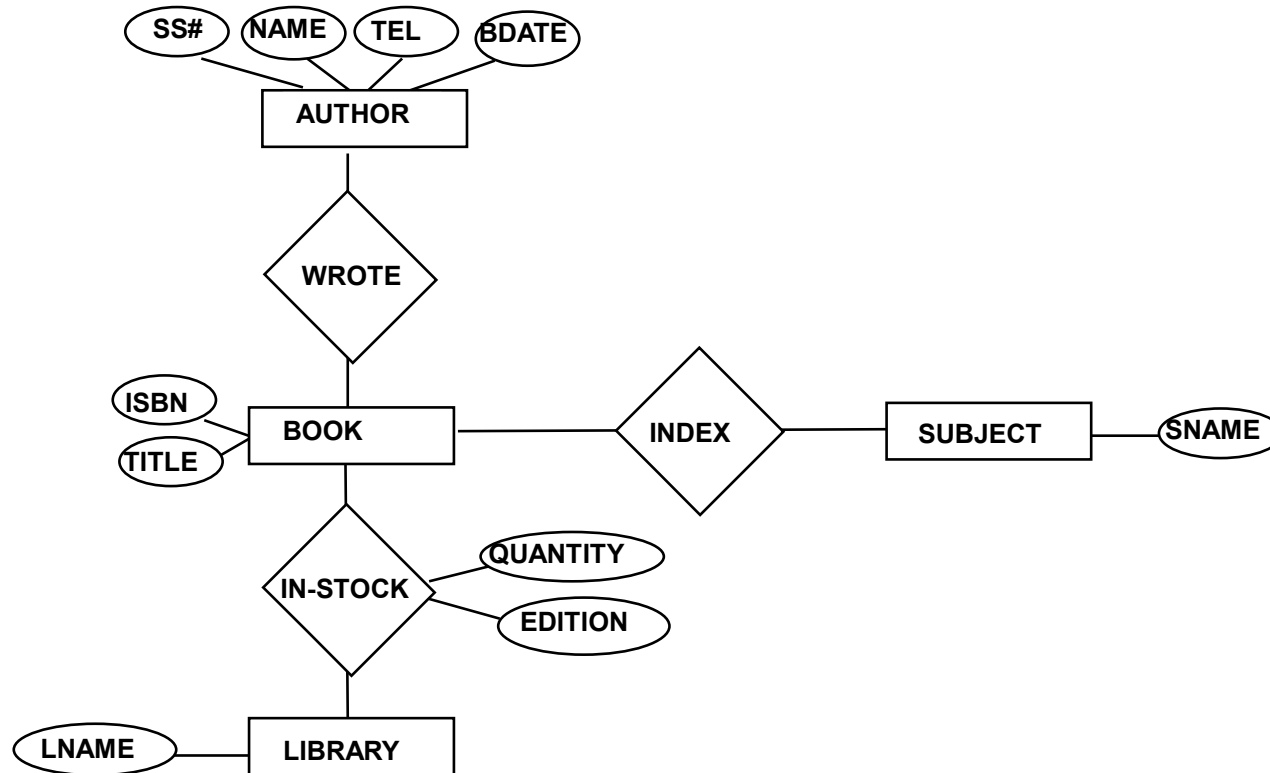 SS#
NAME
TEL
BDATE
AUTHOR
WROTE
ISBN
TITLE
BOOK
INDEX
SUBJECT
SNAME
IN-STOCK
QUANTITY
EDITION
LNAME
LIBRARY